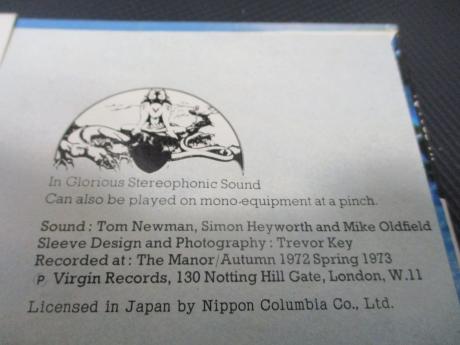 In Glorious Stereophonic Sound
Can also be played on mono-equipment at a pinch.
Sound : Tom Newman, Simon Heyworth and Mike Oldfield
Sleeve Design and Photography : Trevor Key
Recorded at : The Manor/Autumn 1972 Spring 1973
℗ Virgin Records, 130 Notting Hill Gate, London, W.11
Licensed in Japan by Nippon Columbia Co., Ltd.